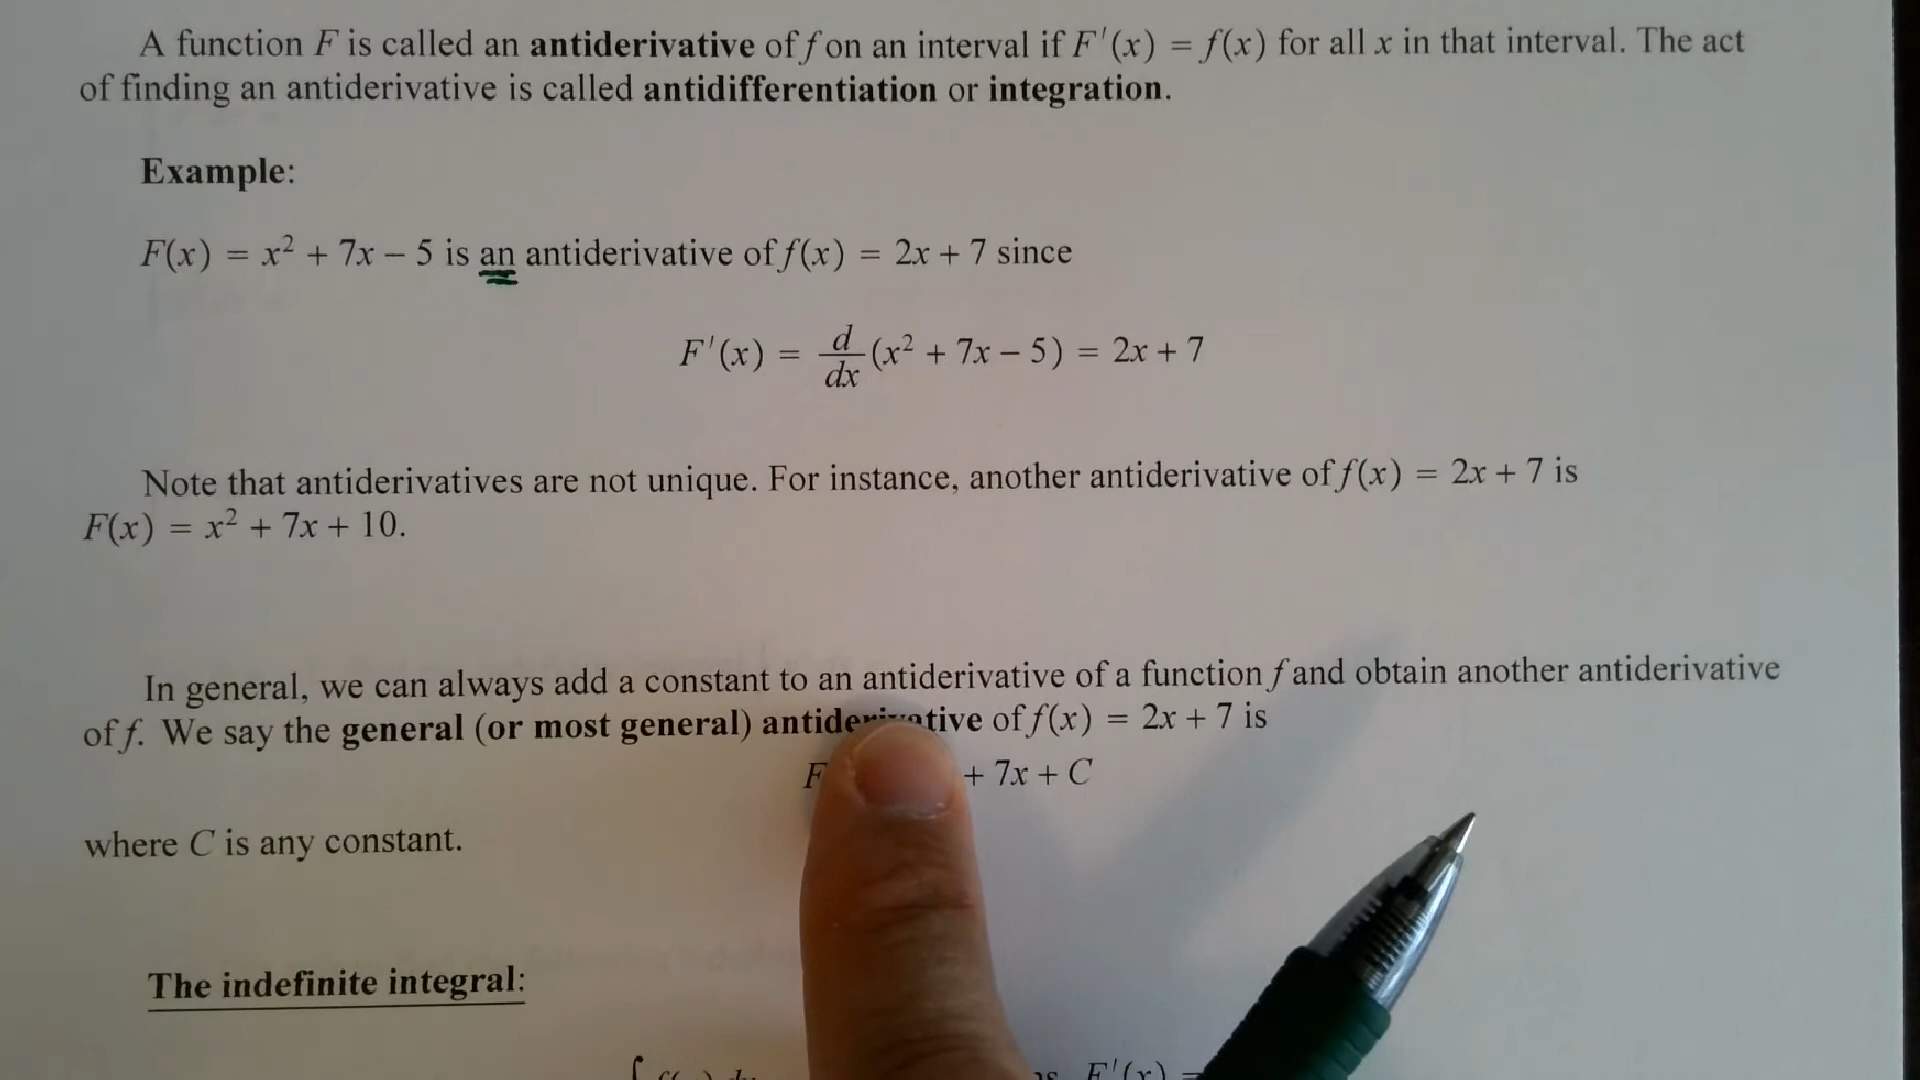 A function F is called an antiderivative of f on an interval if F'(x) = f(x) for all x in that interval. The act
of finding an antiderivative is called antidifferentiation or integration.
Example:
F(x) = x² + 7x − 5 is an antiderivative of f(x) = 2x + 7 since
F'(x) = d/dx (x² + 7x − 5) = 2x + 7
Note that antiderivatives are not unique. For instance, another antiderivative of f(x) = 2x + 7 is
F(x) = x² + 7x + 10.
In general, we can always add a constant to an antiderivative of a function f and obtain another antiderivative
of f. We say the general (or most general) antiderivative of f(x) = 2x + 7 is
F + 7x + C
where C is any constant.
The indefinite integral:
F'(x) =